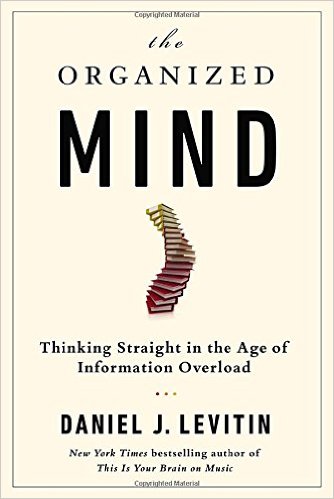 the
ORGANIZED
MIND
Thinking Straight in the Age of
Information Overload
DANIEL J. LEVITIN
New York Times bestselling author of
This Is Your Brain on Music